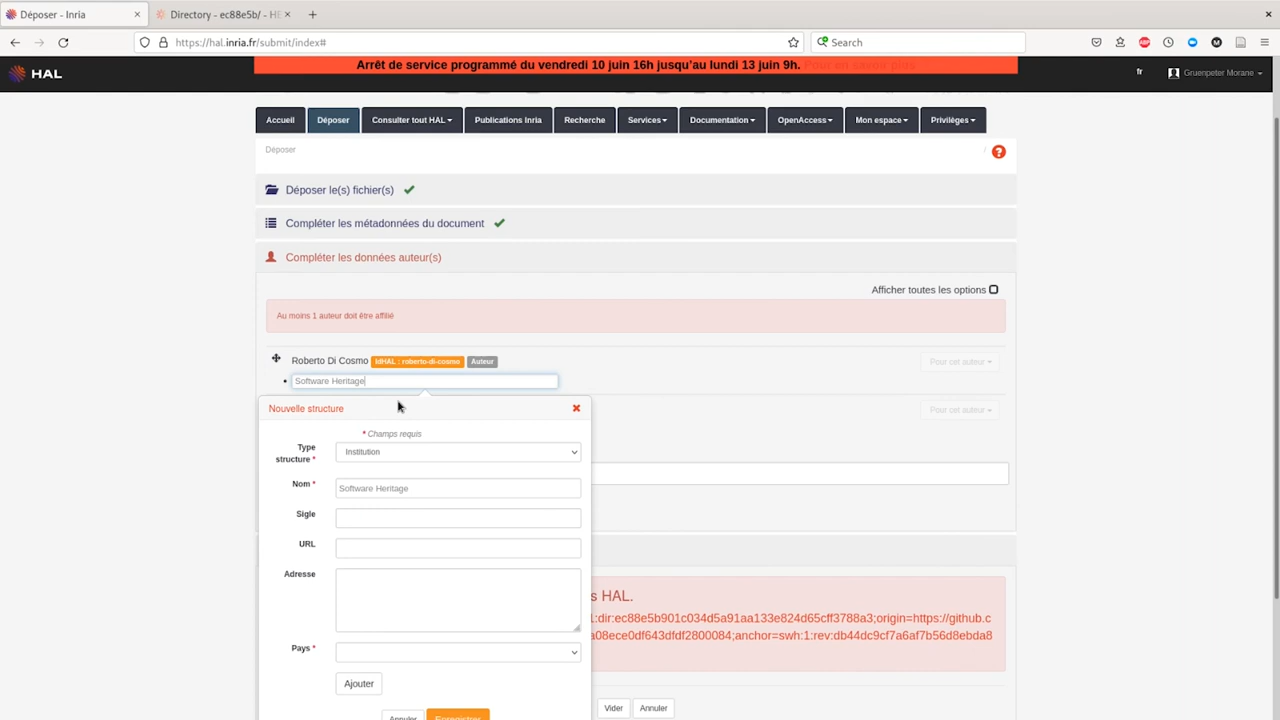 Déposer - Inria
Directory - ec88e5b/ - HE
https://hal.inria.fr/submit/index#
Search
Arrêt de service programmé du vendredi 10 juin 16h jusqu'au lundi 13 juin 9h. Pour en savoir plus
HAL
fr
Gruenpeter Morane
Accueil
Déposer
Consulter tout HAL
Publications Inria
Recherche
Services
Documentation
OpenAccess
Mon espace
Privilèges
Déposer
/
Déposer le(s) fichier(s)
Compléter les métadonnées du document
Compléter les données auteur(s)
Afficher toutes les options
Au moins 1 auteur doit être affilié
Roberto Di Cosmo IdHAL : roberto-di-cosmo Auteur
Pour cet auteur
Software Heritage
Nouvelle structure
Pour cet auteur
* Champs requis
Type structure *
Institution
Nom *
Software Heritage
Sigle
URL
Adresse
s HAL.
1:dir:ec88e5b901c034d5a91aa133e824d65cff3788a3;origin=https://github.c
a08ece0df643dfdf2800084;anchor=swh:1:rev:db44dc9cf7a6af7b56d8ebda8
Pays *
Ajouter
Vider
Annuler
Annuler
Enregistrer